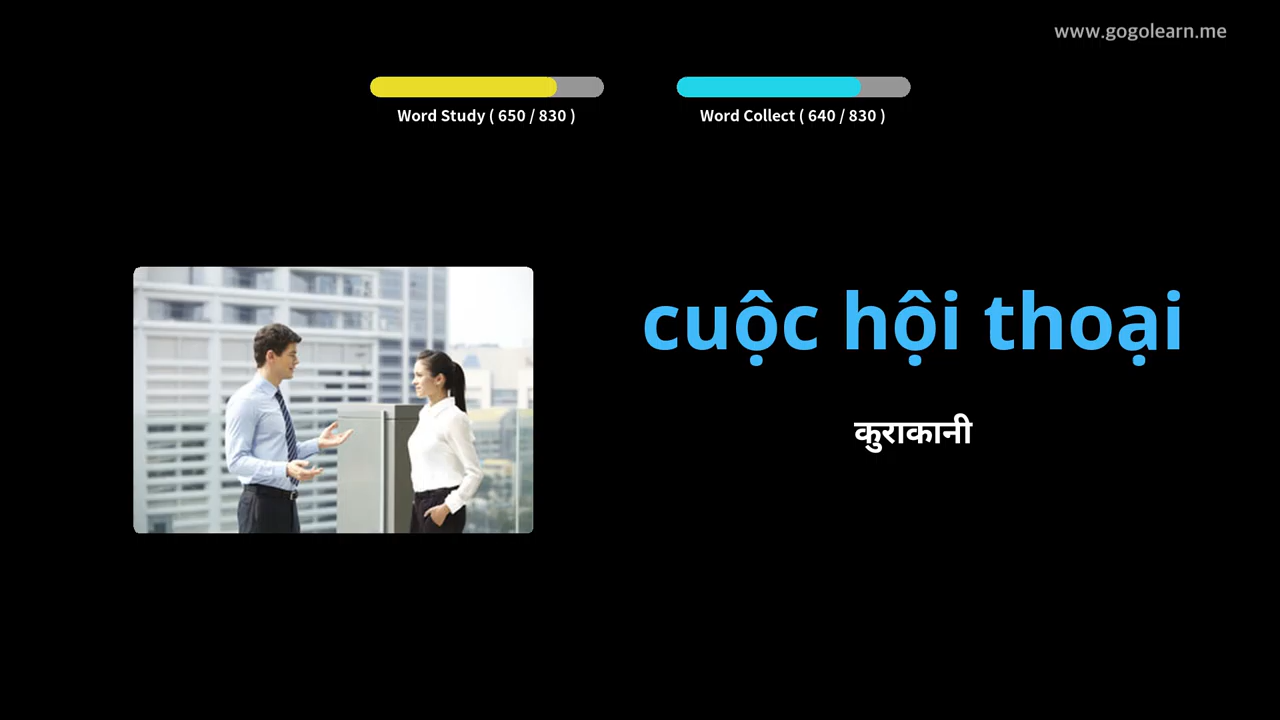 www.gogolearn.me
Word Study ( 650 / 830 )
Word Collect ( 640 / 830 )
cuộc hội thoại
कुराकानी